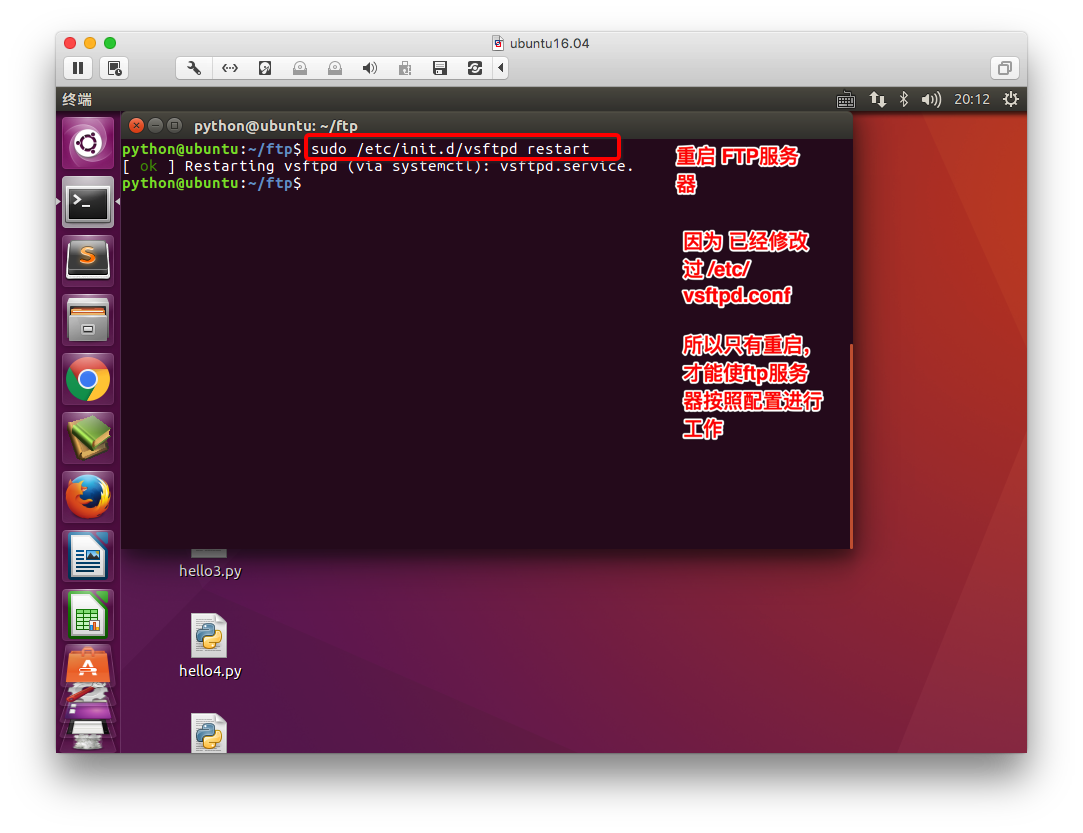 ubuntu16.04
终端
20:12
python@ubuntu: ~/ftp
python@ubuntu:~/ftp$ sudo /etc/init.d/vsftpd restart
[ ok ] Restarting vsftpd (via systemctl): vsftpd.service.
python@ubuntu:~/ftp$
重启 FTP服务
器
因为 已经修改
过 /etc/
vsftpd.conf
所以只有重启，
才能使ftp服务
器按照配置进行
工作
hello3.py
hello4.py